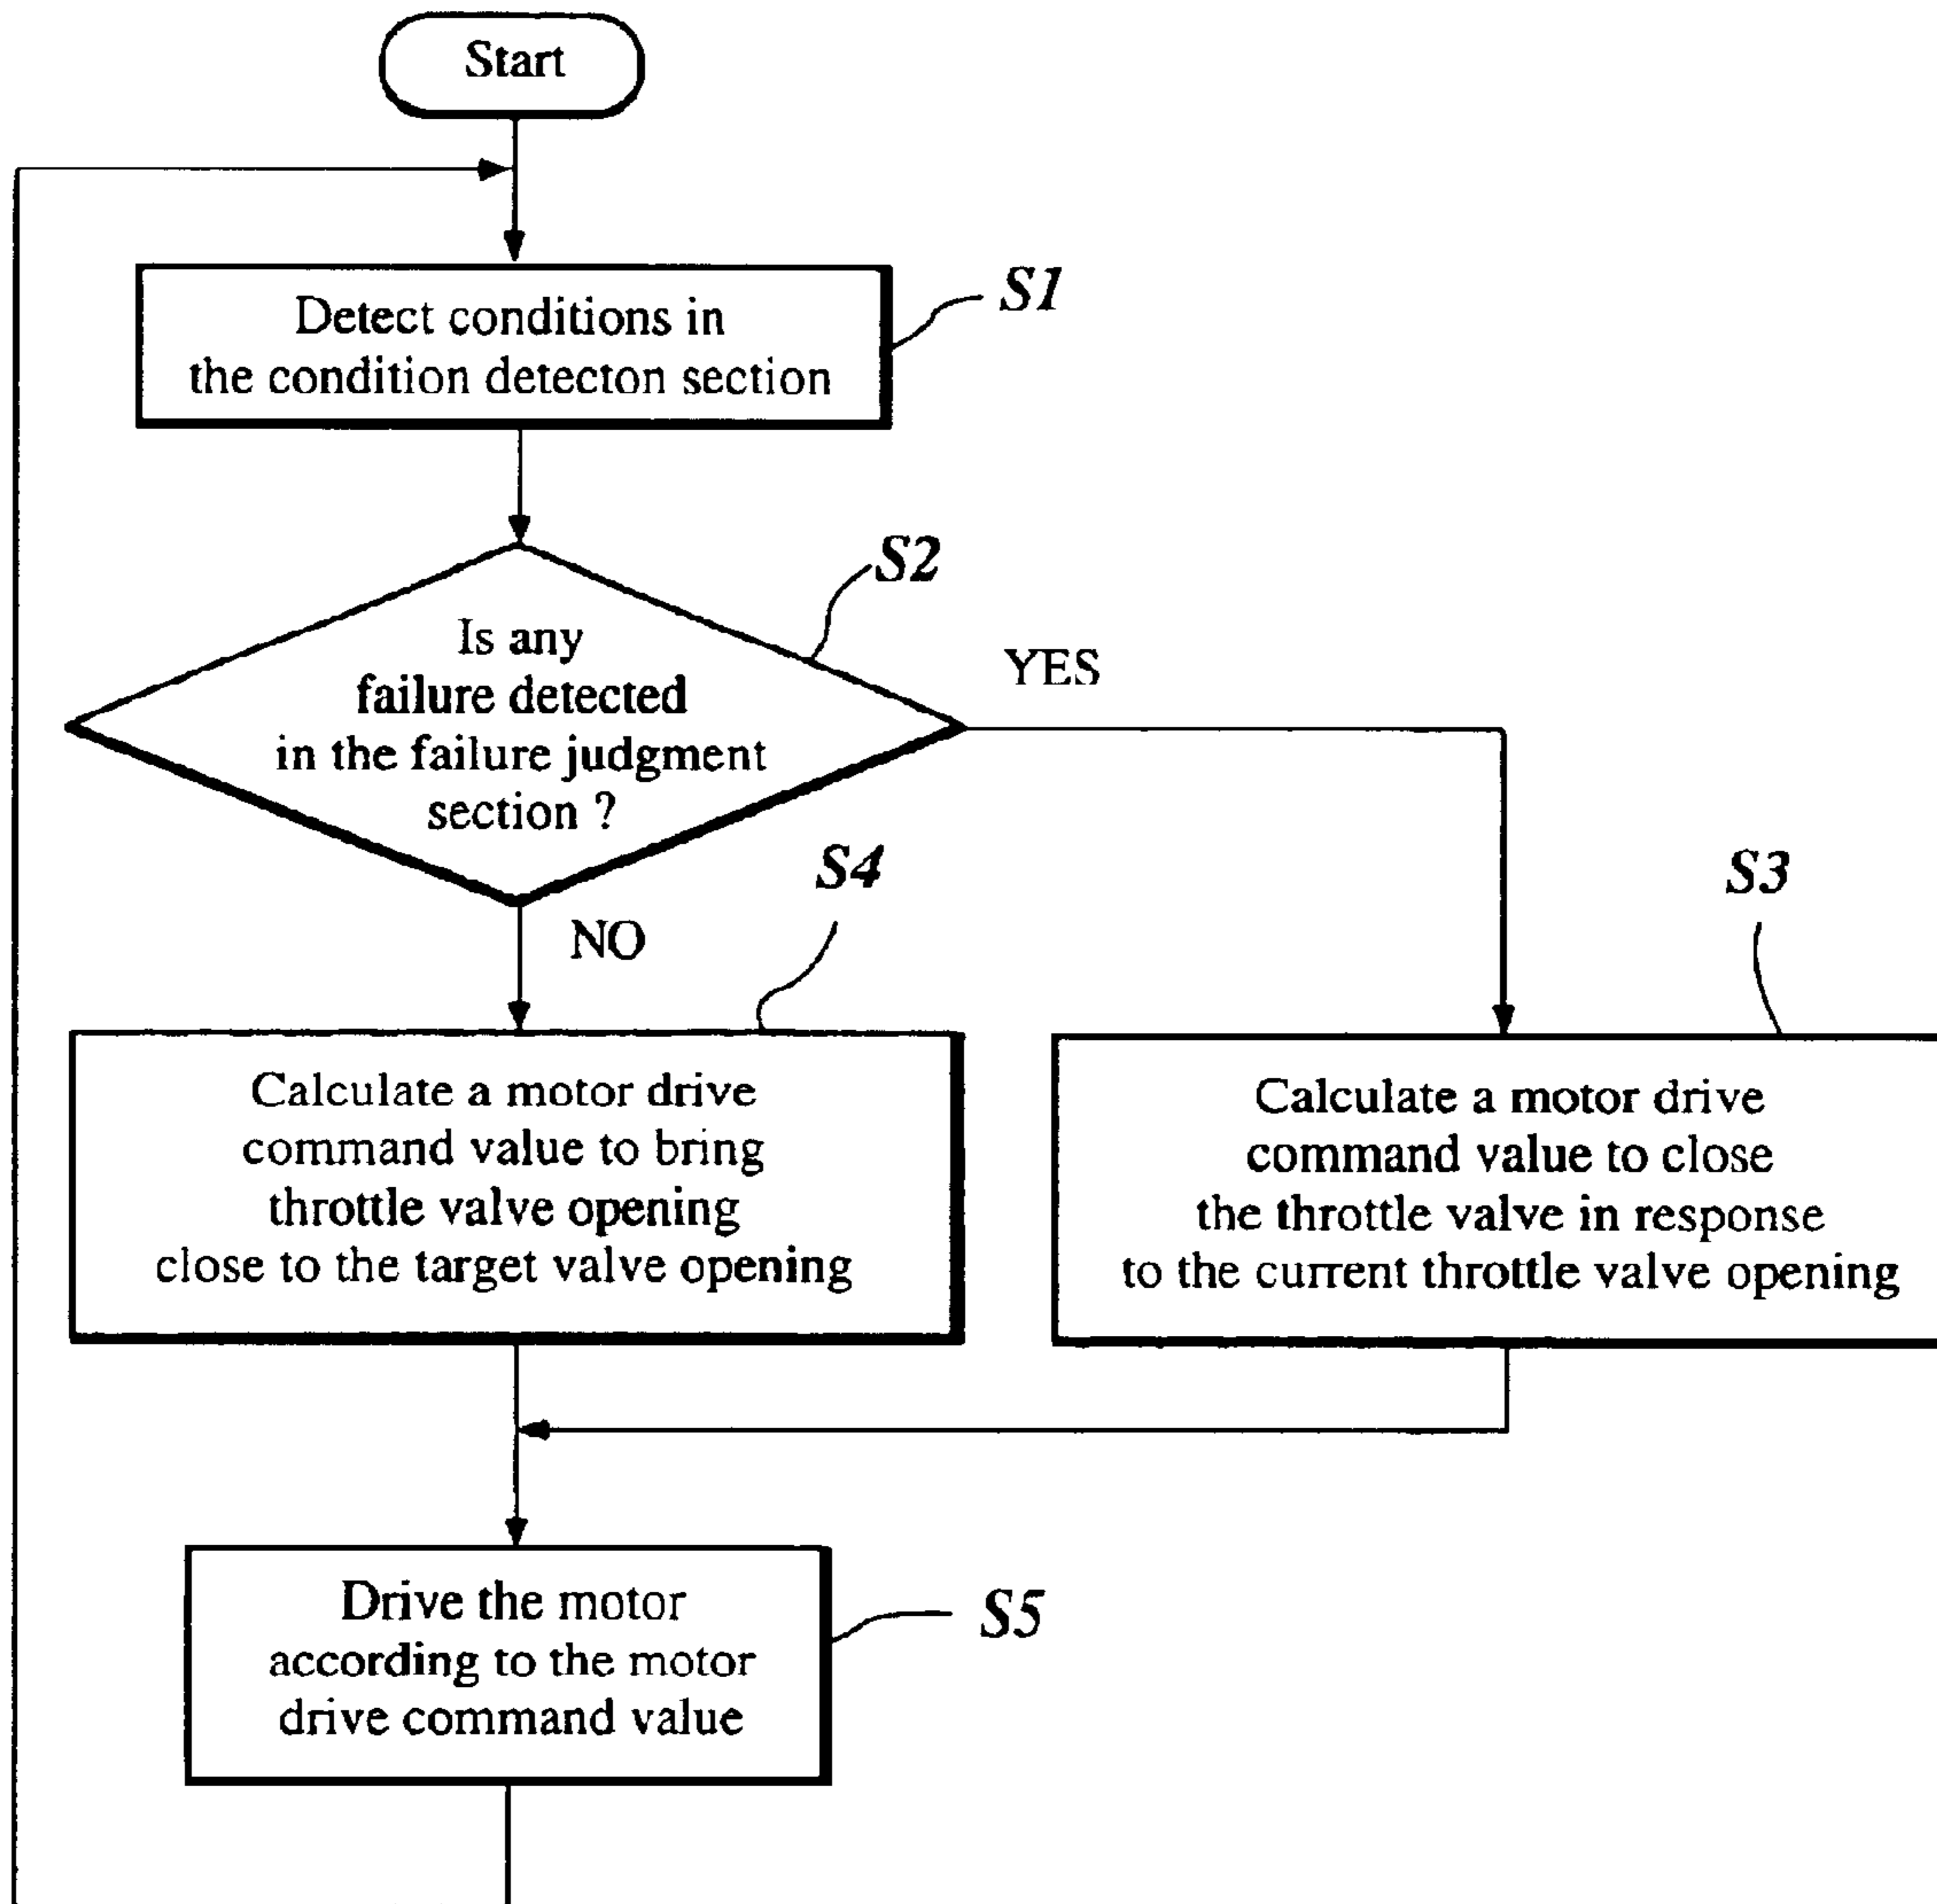 Start
Detect conditions in
the condition detecton section
S1
Is any
failure detected
in the failure judgment
section ?
S2
YES
NO
S4
Calculate a motor drive
command value to bring
throttle valve opening
close to the target valve opening
S3
Calculate a motor drive
command value to close
the throttle valve in response
to the current throttle valve opening
Drive the motor
according to the motor
drive command value
S5